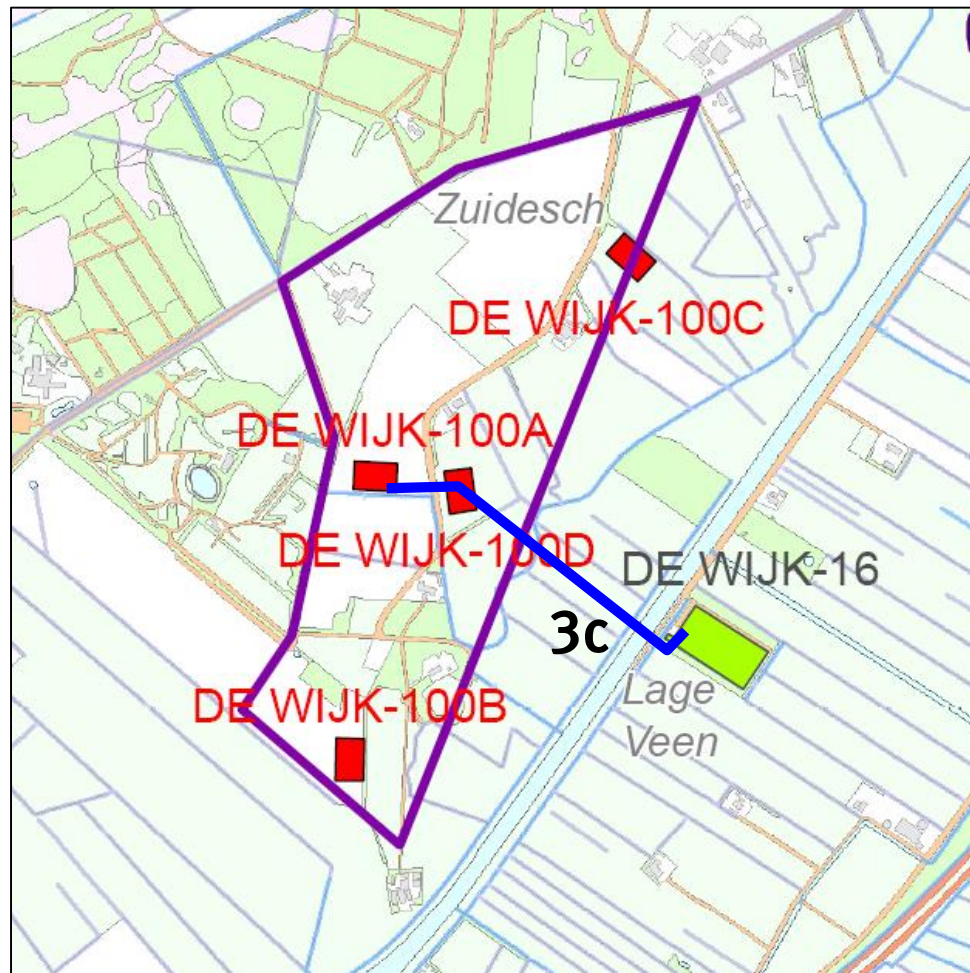 Zuidesch
DE WIJK-100C
DE WIJK-100A
DE WIJK-100D
DE WIJK-16
3c
Lage
Veen
DE WIJK-100B